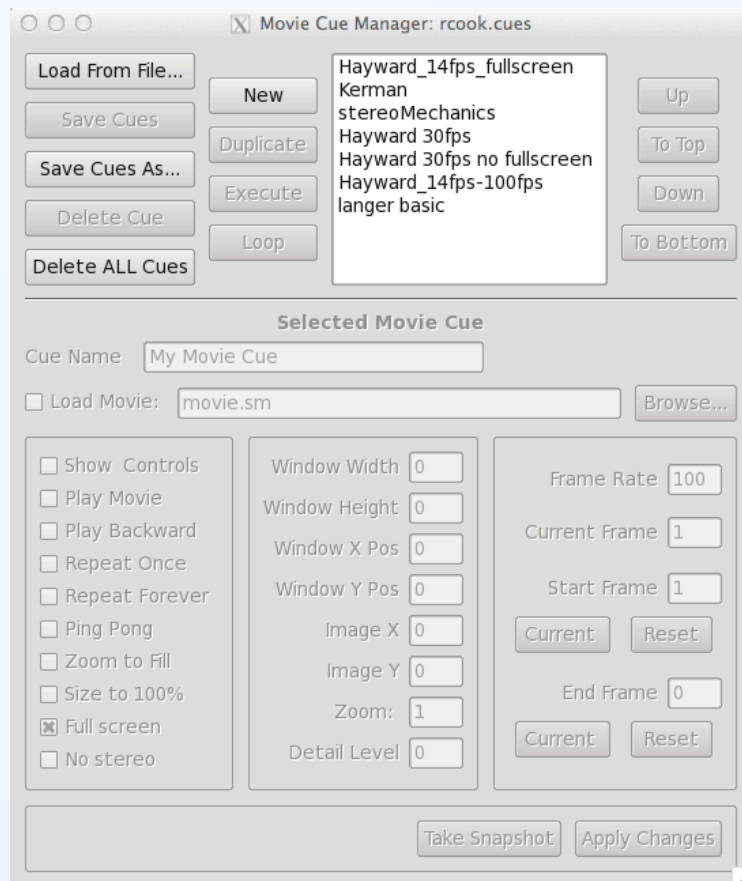 Movie Cue Manager: rcook.cues
Load From File...
Save Cues
Save Cues As...
Delete Cue
Delete ALL Cues
New
Duplicate
Execute
Loop
Hayward_14fps_fullscreen
Kerman
stereoMechanics
Hayward 30fps
Hayward 30fps no fullscreen
Hayward_14fps-100fps
langer basic
Up
To Top
Down
To Bottom
Selected Movie Cue
Cue Name My Movie Cue
Load Movie: movie.sm Browse...
Show Controls
Play Movie
Play Backward
Repeat Once
Repeat Forever
Ping Pong
Zoom to Fill
Size to 100%
Full screen
No stereo
Window Width 0
Window Height 0
Window X Pos 0
Window Y Pos 0
Image X 0
Image Y 0
Zoom: 1
Detail Level 0
Frame Rate 100
Current Frame 1
Start Frame 1
Current Reset
End Frame 0
Current Reset
Take Snapshot Apply Changes